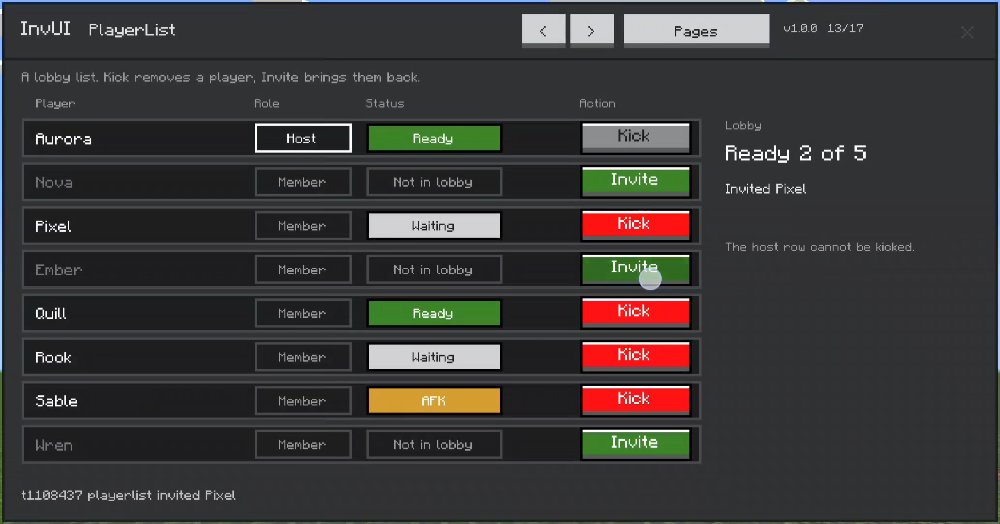 InvUI PlayerList < > Pages v1.0.0 13/17
A lobby list. Kick removes a player, Invite brings them back.
Player Role Status Action
Aurora Host Ready Kick
Nova Member Not in lobby Invite
Pixel Member Waiting Kick
Ember Member Not in lobby Invite
Quill Member Ready Kick
Rook Member Waiting Kick
Sable Member AFK Kick
Wren Member Not in lobby Invite
Lobby
Ready 2 of 5
Invited Pixel
The host row cannot be kicked.
t1108437 playerlist invited Pixel